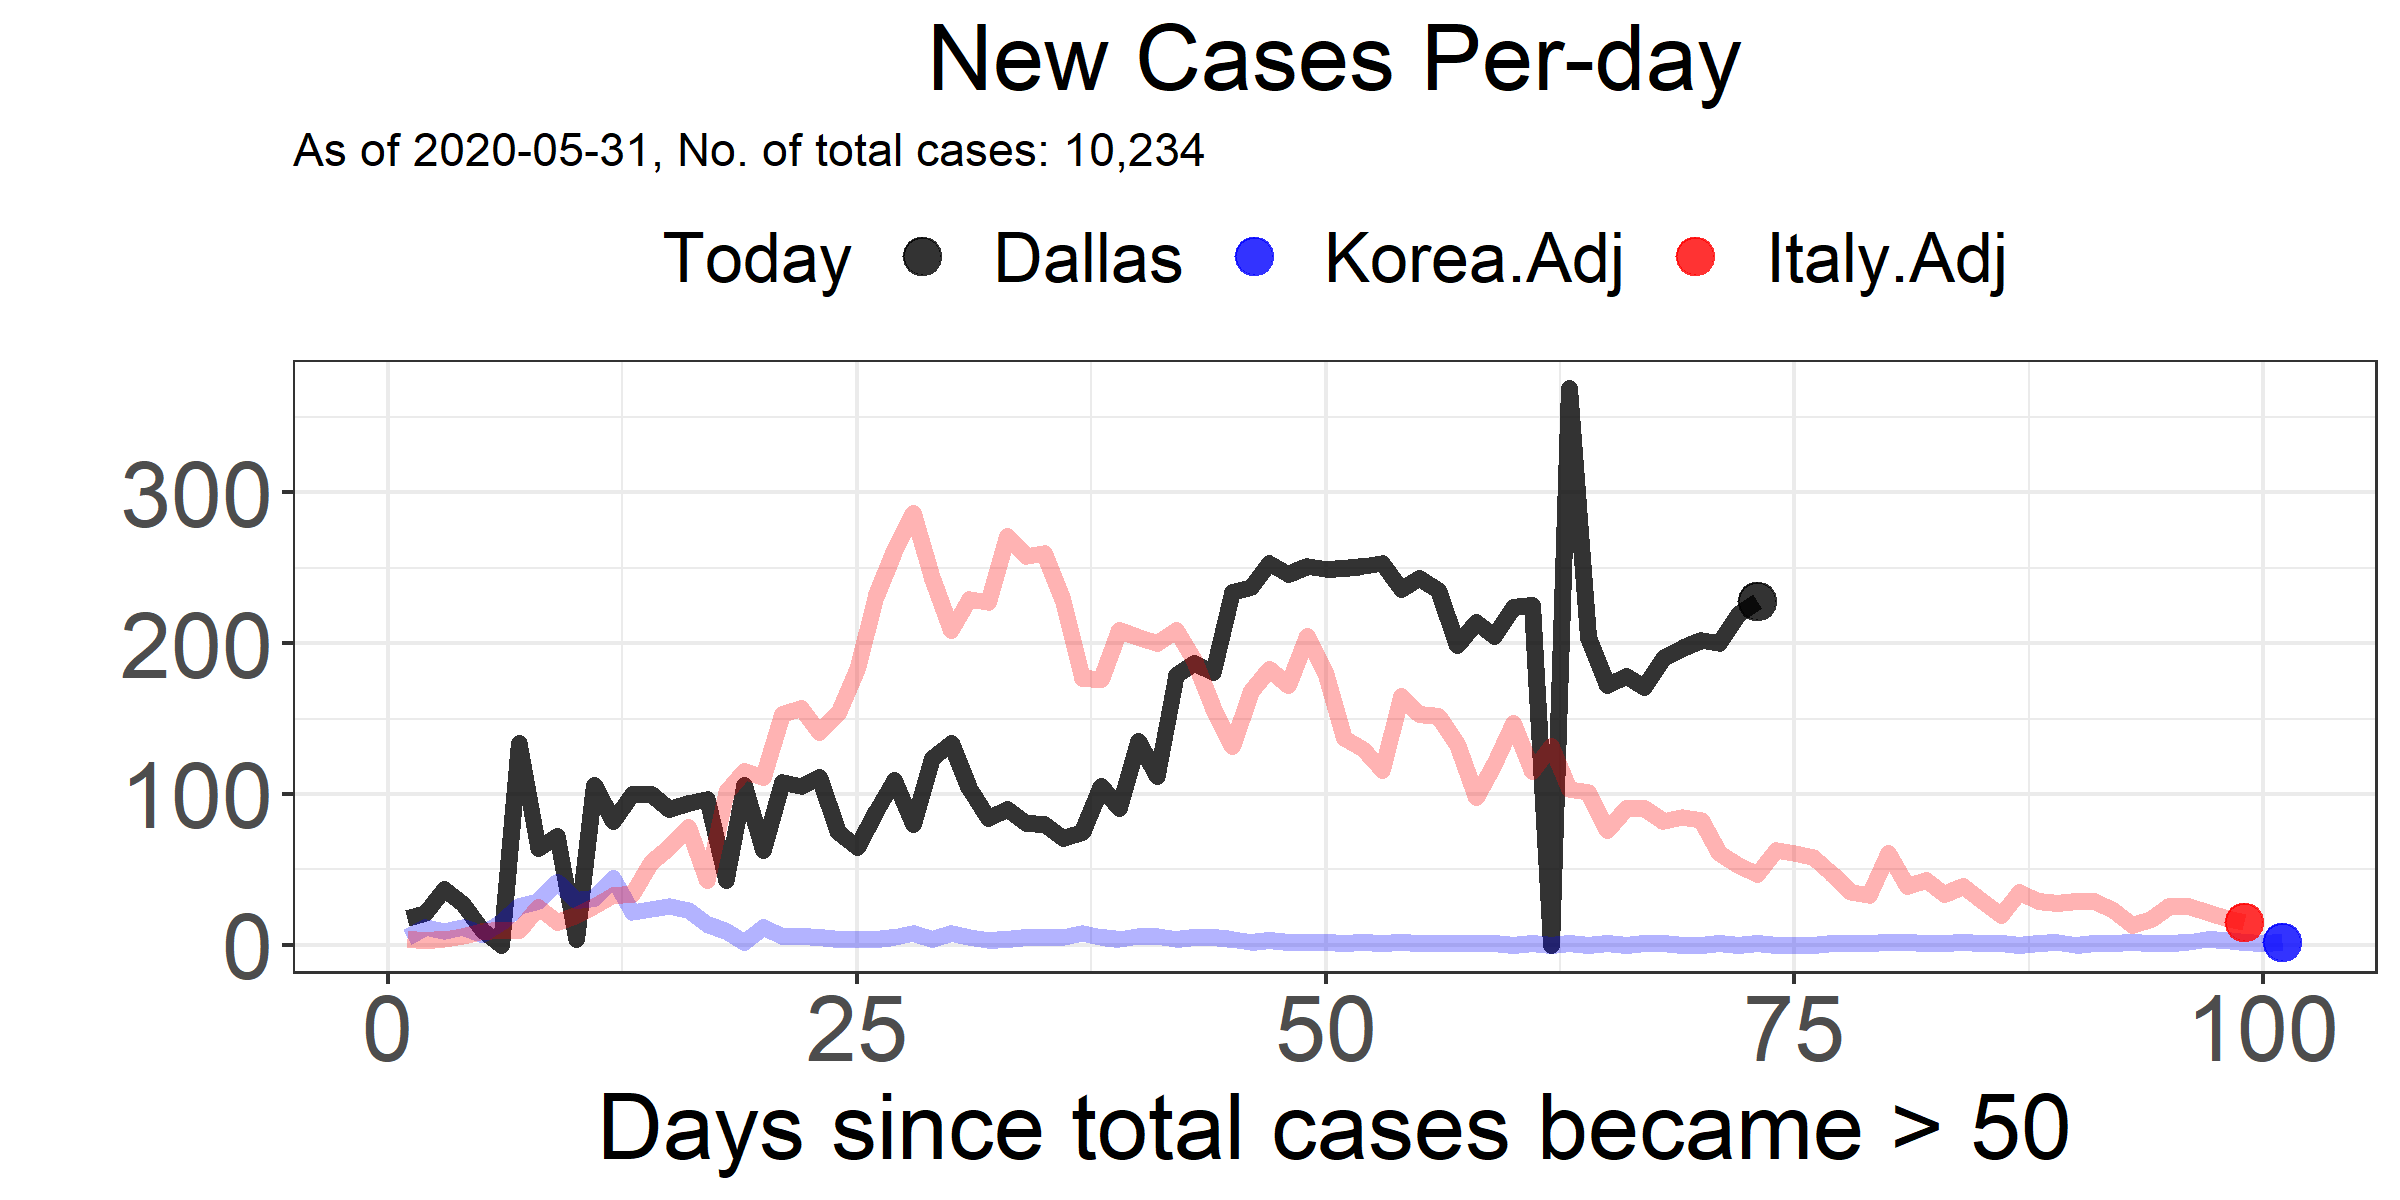 New Cases Per-day
As of 2020-05-31, No. of total cases: 10,234
Today Dallas Korea.Adj Italy.Adj
300
200
100
0
0 25 50 75 100
Days since total cases became > 50